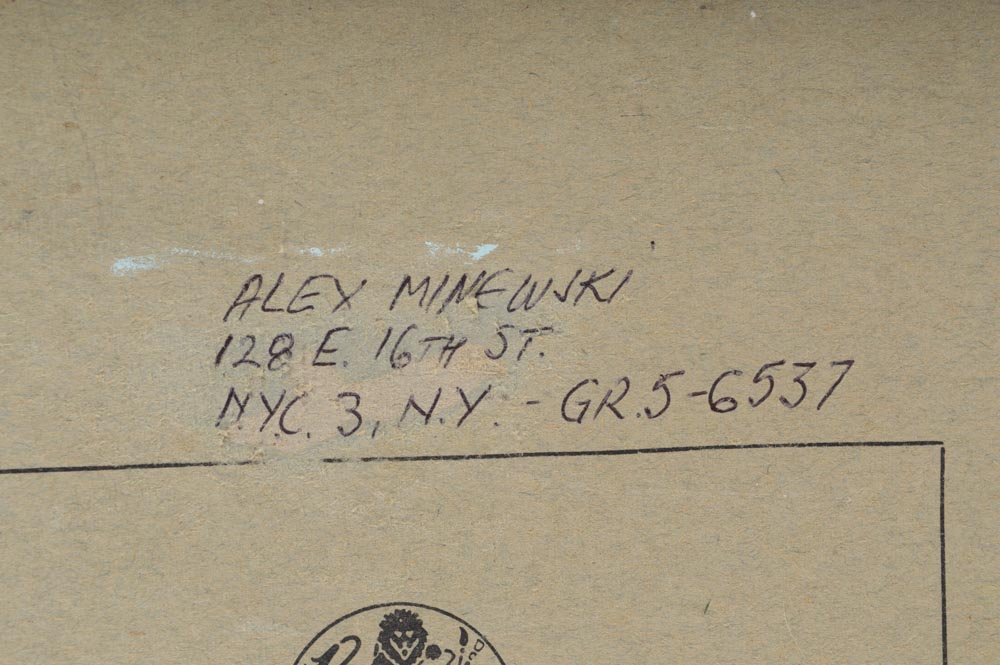 ALEX MINEWSKI
128 E. 16TH ST.
N.Y.C. 3, N.Y. - GR.5-6537